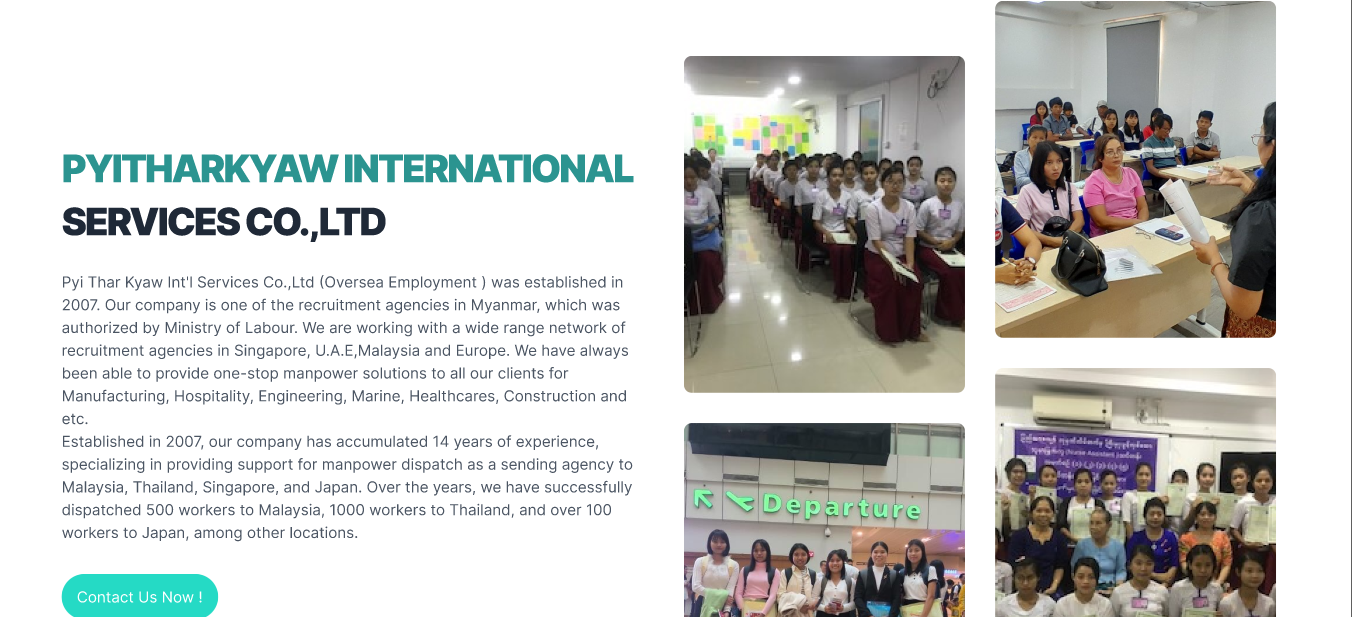 PYITHARKYAW INTERNATIONAL
SERVICES CO.,LTD
Pyi Thar Kyaw Int'l Services Co.,Ltd (Oversea Employment ) was established in
2007. Our company is one of the recruitment agencies in Myanmar, which was
authorized by Ministry of Labour. We are working with a wide range network of
recruitment agencies in Singapore, U.A.E,Malaysia and Europe. We have always
been able to provide one-stop manpower solutions to all our clients for
Manufacturing, Hospitality, Engineering, Marine, Healthcares, Construction and
etc.
Established in 2007, our company has accumulated 14 years of experience,
specializing in providing support for manpower dispatch as a sending agency to
Malaysia, Thailand, Singapore, and Japan. Over the years, we have successfully
dispatched 500 workers to Malaysia, 1000 workers to Thailand, and over 100
workers to Japan, among other locations.
Contact Us Now !
Departure
(Nurse Assistant)